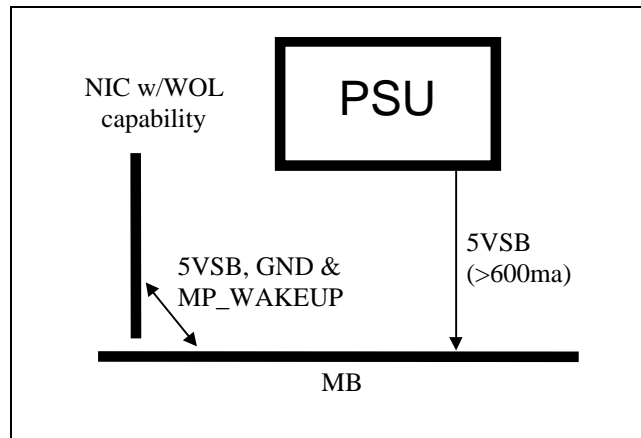 NIC w/WOL
capability
PSU
5VSB, GND &
MP_WAKEUP
5VSB
(>600ma)
MB